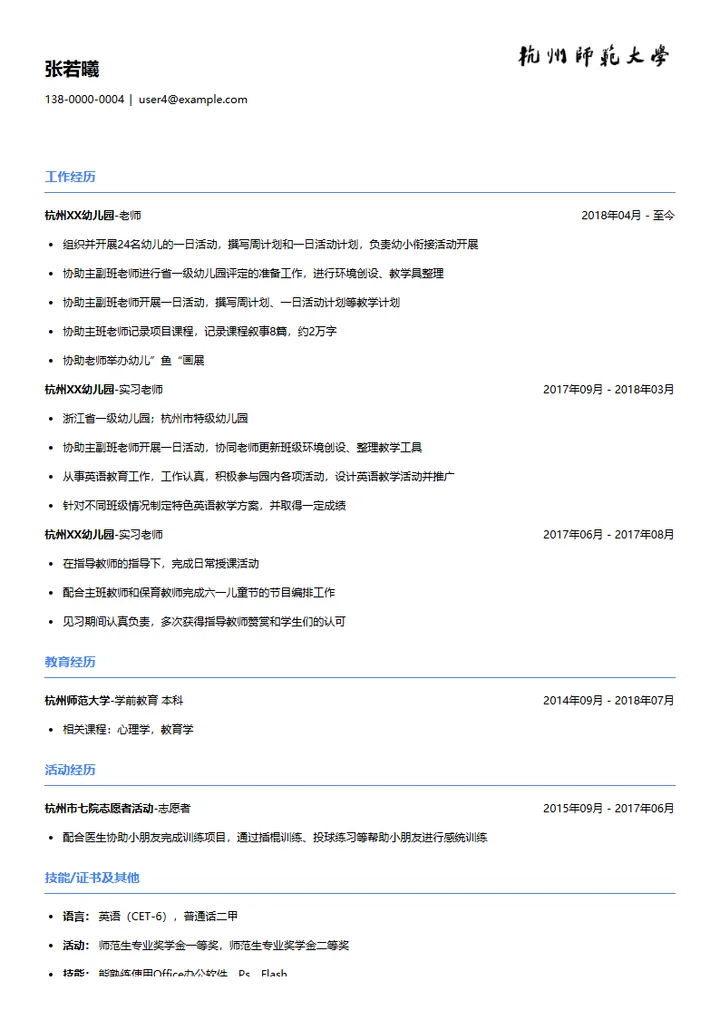 杭州师范大学
张若曦
138-0000-0004 | user4@example.com
工作经历
杭州XX幼儿园-老师 2018年04月 - 至今
• 组织并开展24名幼儿的一日活动，撰写周计划和一日活动计划，负责幼小衔接活动开展
• 协助主副班老师进行省一级幼儿园评定的准备工作，进行环境创设、教学具整理
• 协助主副班老师开展一日活动，撰写周计划、一日活动计划等教学计划
• 协助主班老师记录项目课程，记录课程叙事8篇，约2万字
• 协助老师举办幼儿”鱼“画展
杭州XX幼儿园-实习老师 2017年09月 - 2018年03月
• 浙江省一级幼儿园；杭州市特级幼儿园
• 协助主副班老师开展一日活动，协同老师更新班级环境创设、整理教学工具
• 从事英语教育工作，工作认真，积极参与园内各项活动，设计英语教学活动并推广
• 针对不同班级情况制定特色英语教学方案，并取得一定成绩
杭州XX幼儿园-实习老师 2017年06月 - 2017年08月
• 在指导教师的指导下，完成日常授课活动
• 配合主班教师和保育教师完成六一儿童节的节目编排工作
• 见习期间认真负责，多次获得指导教师赞赏和学生们的认可
教育经历
杭州师范大学-学前教育 本科 2014年09月 - 2018年07月
• 相关课程：心理学，教育学
活动经历
杭州市七院志愿者活动-志愿者 2015年09月 - 2017年06月
• 配合医生协助小朋友完成训练项目，通过插棍训练、投球练习等帮助小朋友进行感统训练
技能/证书及其他
• 语言： 英语（CET-6），普通话二甲
• 活动： 师范生专业奖学金一等奖，师范生专业奖学金二等奖
• 技能： 能熟练使用Office办公软件、Ps、Flash